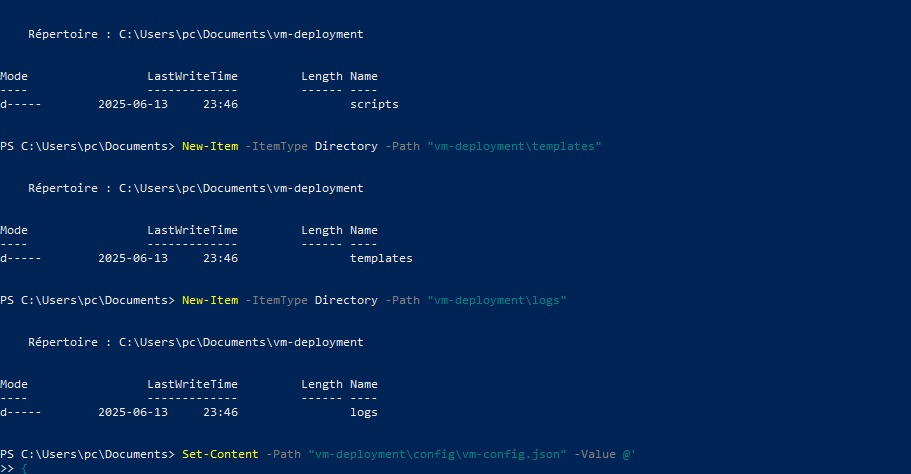 Répertoire : C:\Users\pc\Documents\vm-deployment
Mode LastWriteTime Length Name
---- ------------- ------ ----
d----- 2025-06-13 23:46 scripts
PS C:\Users\pc\Documents> New-Item -ItemType Directory -Path "vm-deployment\templates"
Répertoire : C:\Users\pc\Documents\vm-deployment
Mode LastWriteTime Length Name
---- ------------- ------ ----
d----- 2025-06-13 23:46 templates
PS C:\Users\pc\Documents> New-Item -ItemType Directory -Path "vm-deployment\logs"
Répertoire : C:\Users\pc\Documents\vm-deployment
Mode LastWriteTime Length Name
---- ------------- ------ ----
d----- 2025-06-13 23:46 logs
PS C:\Users\pc\Documents> Set-Content -Path "vm-deployment\config\vm-config.json" -Value @'
>> {